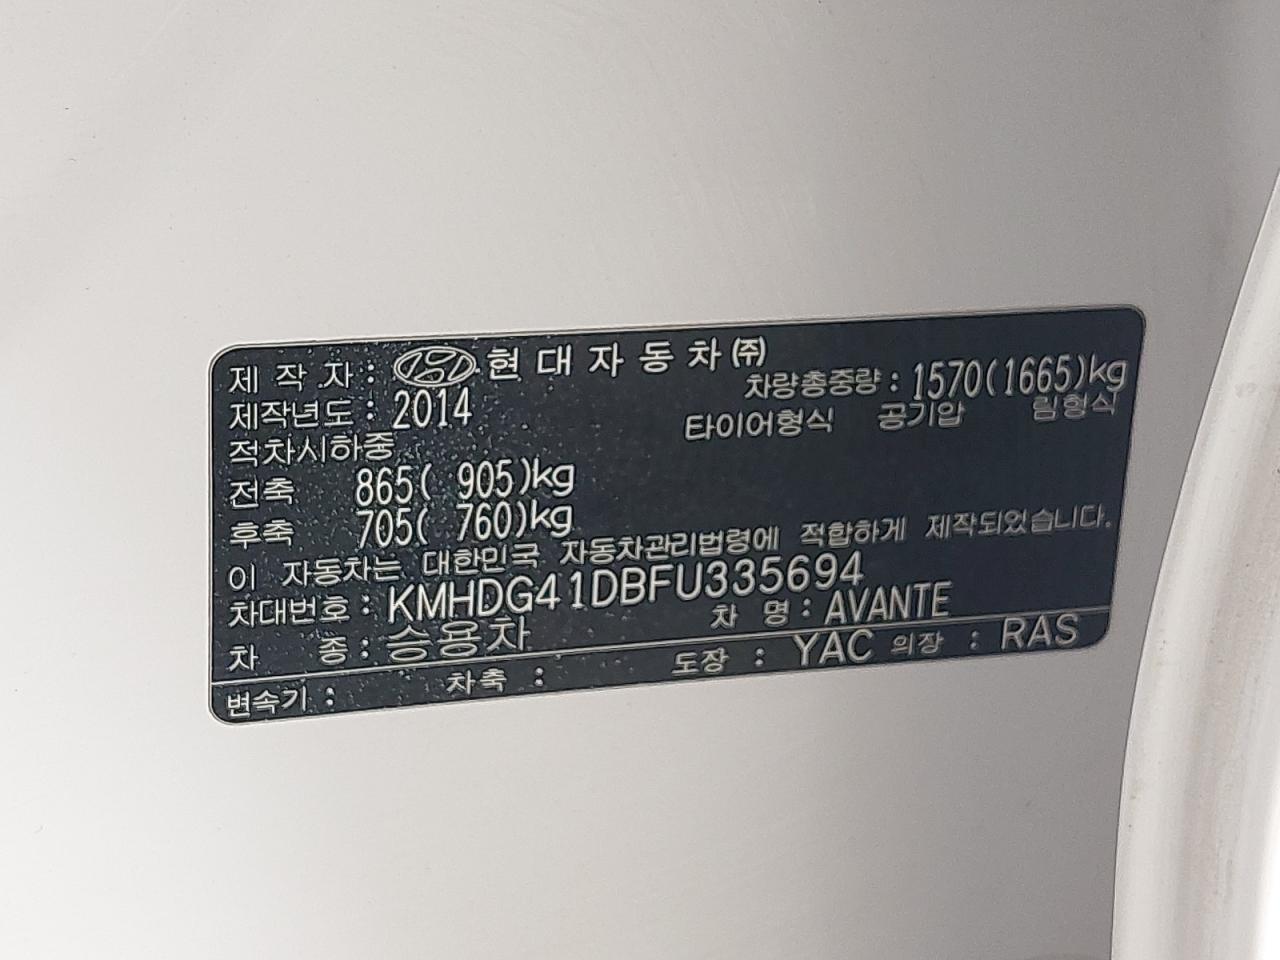 제 작 자 : 현 대 자 동 차 ㈜
제작년도 : 2014 차량총중량 : 1570(1665)kg
적차시하중 타이어형식 공기압 림형식
전축 865( 905)kg
후축 705( 760)kg
이 자동차는 대한민국 자동차관리법령에 적합하게 제작되었습니다.
차대번호 : KMHDG41DBFU335694
차 종 : 승용차 차 명 : AVANTE
변속기 : 차축 : 도장 : YAC 의장 : RAS